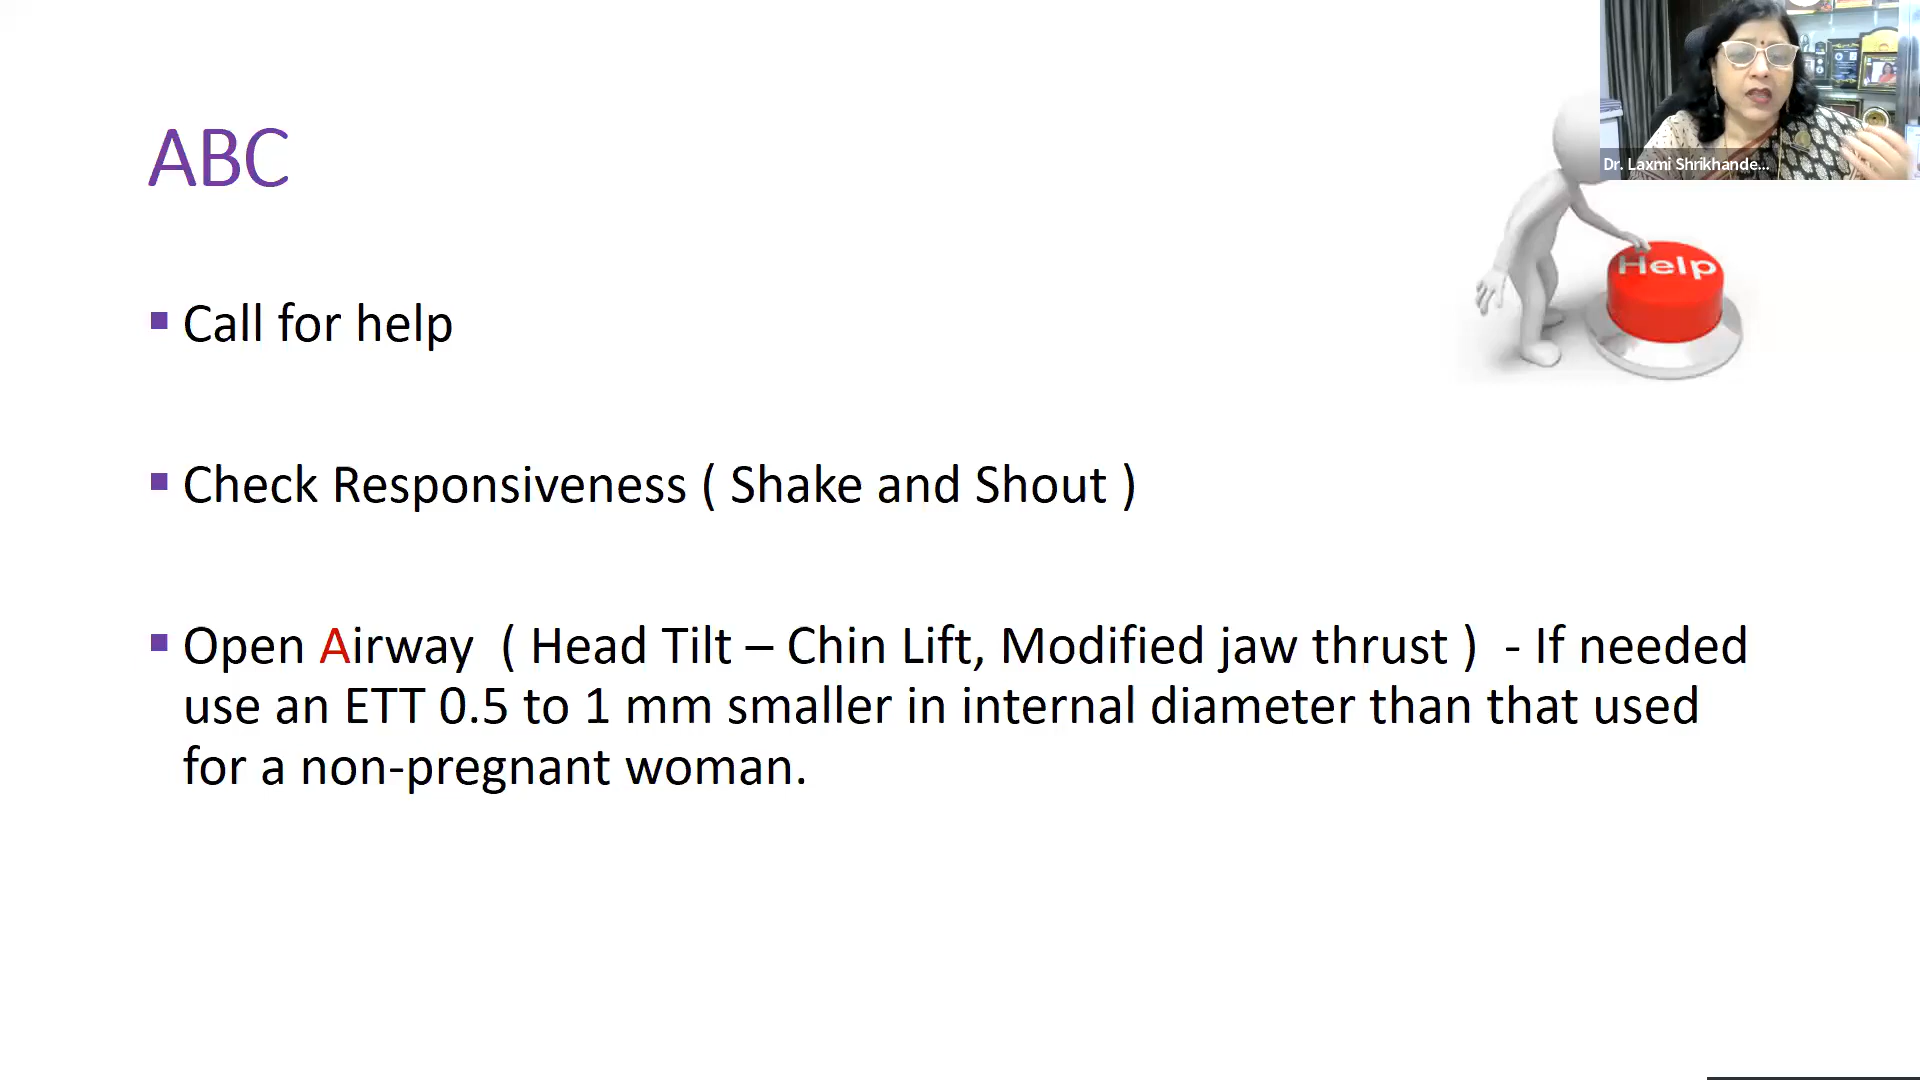 ABC
Dr. Laxmi Shrikhande...
Help
▪ Call for help
▪ Check Responsiveness ( Shake and Shout )
▪ Open Airway  ( Head Tilt – Chin Lift, Modified jaw thrust )  - If needed
use an ETT 0.5 to 1 mm smaller in internal diameter than that used
for a non-pregnant woman.